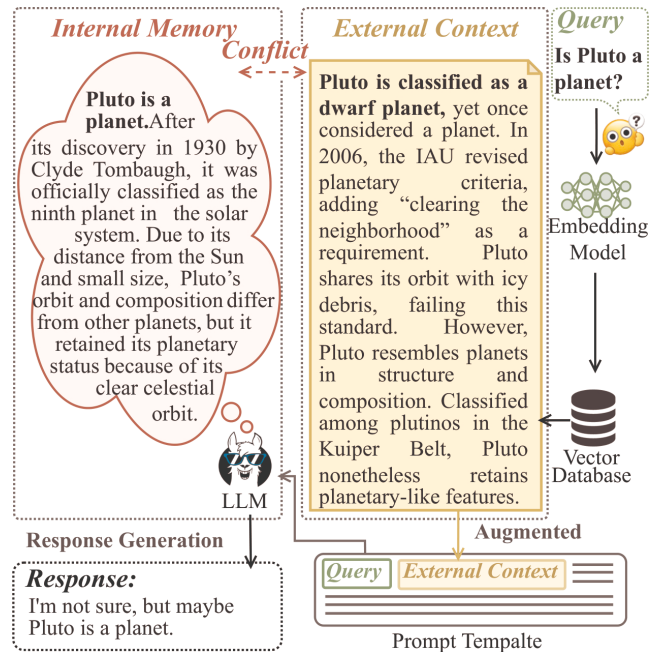 Internal Memory
Conflict
External Context
Query
Is Pluto a
planet?
Pluto is a
planet.After
its discovery in 1930 by
Clyde Tombaugh, it was
officially classified as the
ninth planet in the solar
system. Due to its
distance from the Sun
and small size, Pluto's
orbit and composition differ
from other planets, but it
retained its planetary
status because of its
clear celestial
orbit.
LLM
Pluto is classified as a
dwarf planet, yet once
considered a planet. In
2006, the IAU revised
planetary criteria,
adding “clearing the
neighborhood” as a
requirement. Pluto
shares its orbit with icy
debris, failing this
standard. However,
Pluto resembles planets
in structure and
composition. Classified
among plutinos in the
Kuiper Belt, Pluto
nonetheless retains
planetary-like features.
?
Embedding
Model
Vector
Database
Augmented
Response Generation
Response:
I'm not sure, but maybe
Pluto is a planet.
Query
External Context
Prompt Tempalte